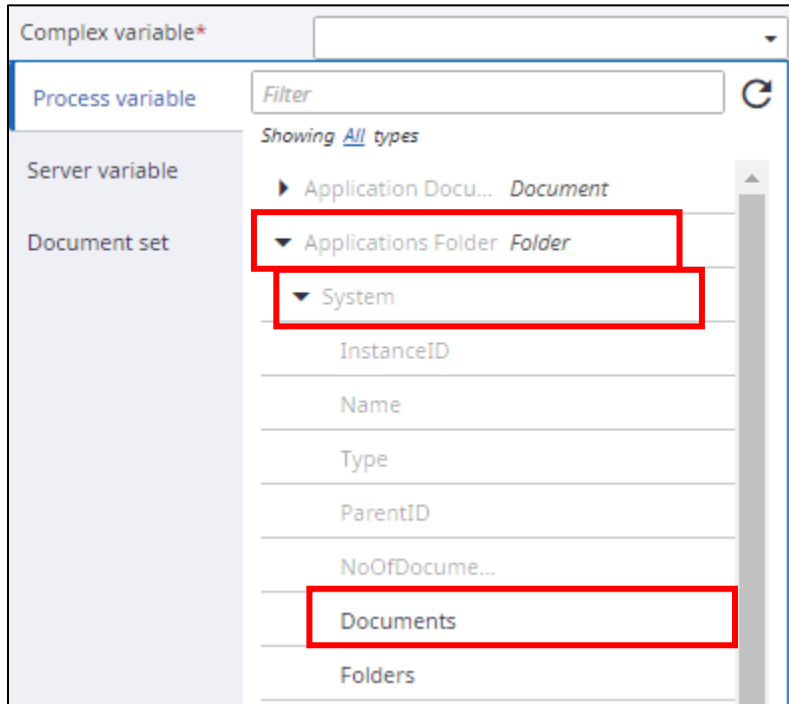 Complex variable*
Process variable
Filter
Showing All types
Server variable
Application Docu... Document
Document set
Applications Folder Folder
System
InstanceID
Name
Type
ParentID
NoOfDocume...
Documents
Folders